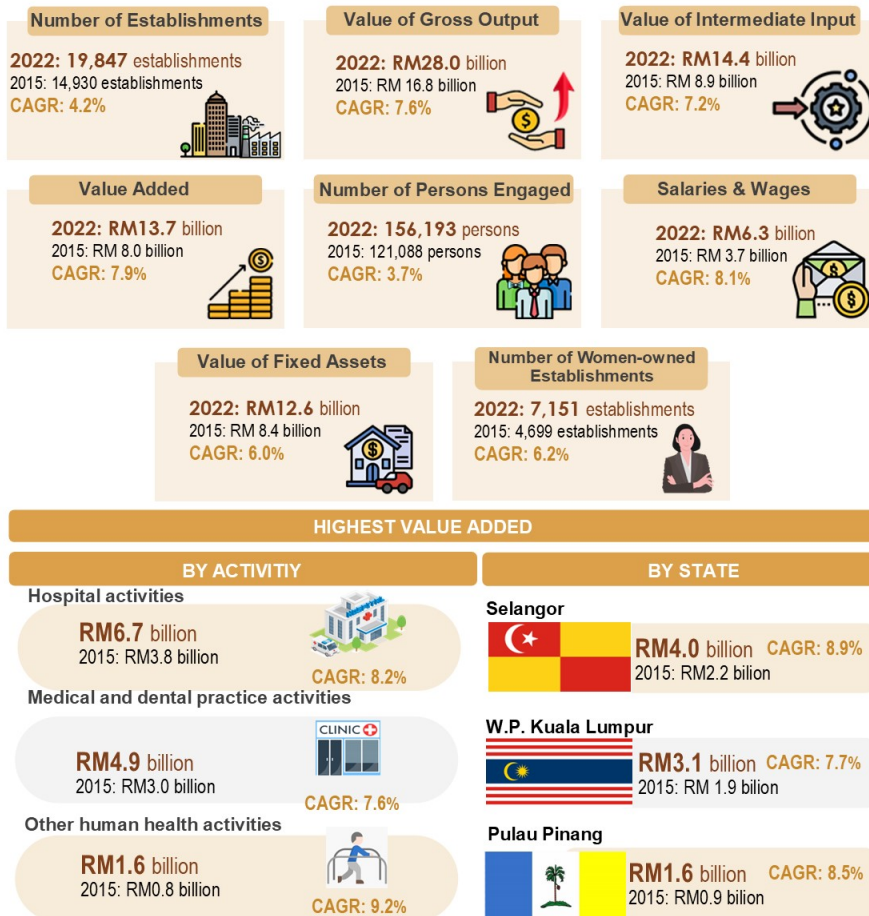 Number of Establishments
2022: 19,847 establishments
2015: 14,930 establishments
CAGR: 4.2%
Value of Gross Output
2022: RM28.0 billion
2015: RM 16.8 billion
CAGR: 7.6%
Value of Intermediate Input
2022: RM14.4 billion
2015: RM 8.9 billion
CAGR: 7.2%
Value Added
2022: RM13.7 billion
2015: RM 8.0 billion
CAGR: 7.9%
Number of Persons Engaged
2022: 156,193 persons
2015: 121,088 persons
CAGR: 3.7%
Salaries & Wages
2022: RM6.3 billion
2015: RM 3.7 billion
CAGR: 8.1%
Value of Fixed Assets
2022: RM12.6 billion
2015: RM 8.4 billion
CAGR: 6.0%
Number of Women-owned
Establishments
2022: 7,151 establishments
2015: 4,699 establishments
CAGR: 6.2%
HIGHEST VALUE ADDED
BY ACTIVITIY
Hospital activities
HOSPITAL
RM6.7 billion
2015: RM3.8 billion
CAGR: 8.2%
Medical and dental practice activities
CLINIC
RM4.9 billion
2015: RM3.0 billion
CAGR: 7.6%
Other human health activities
RM1.6 billion
2015: RM0.8 billion
CAGR: 9.2%
BY STATE
Selangor
RM4.0 billion CAGR: 8.9%
2015: RM2.2 bilion
W.P. Kuala Lumpur
RM3.1 billion CAGR: 7.7%
2015: RM 1.9 bilion
Pulau Pinang
RM1.6 billion CAGR: 8.5%
2015: RM0.9 bilion